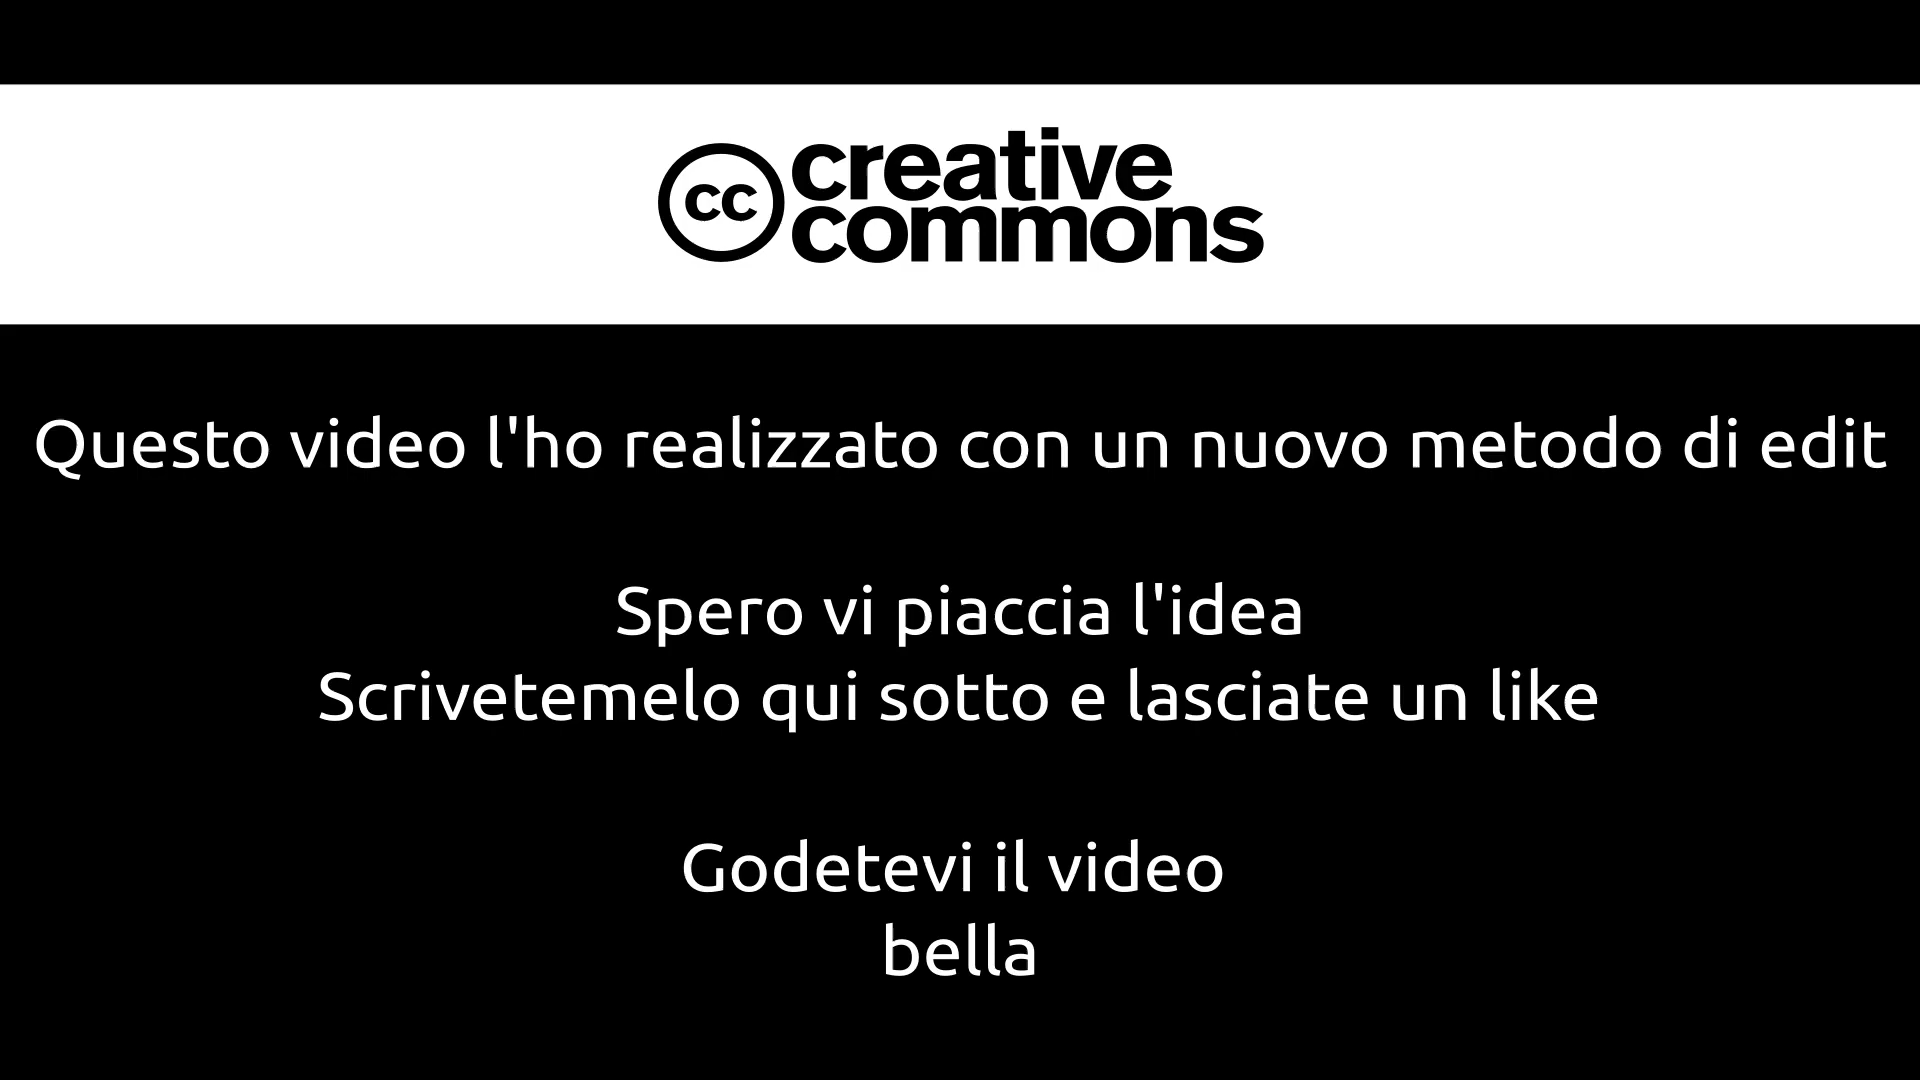 cc creative
commons
Questo video l'ho realizzato con un nuovo metodo di edit
Spero vi piaccia l'idea
Scrivetemelo qui sotto e lasciate un like
Godetevi il video
bella